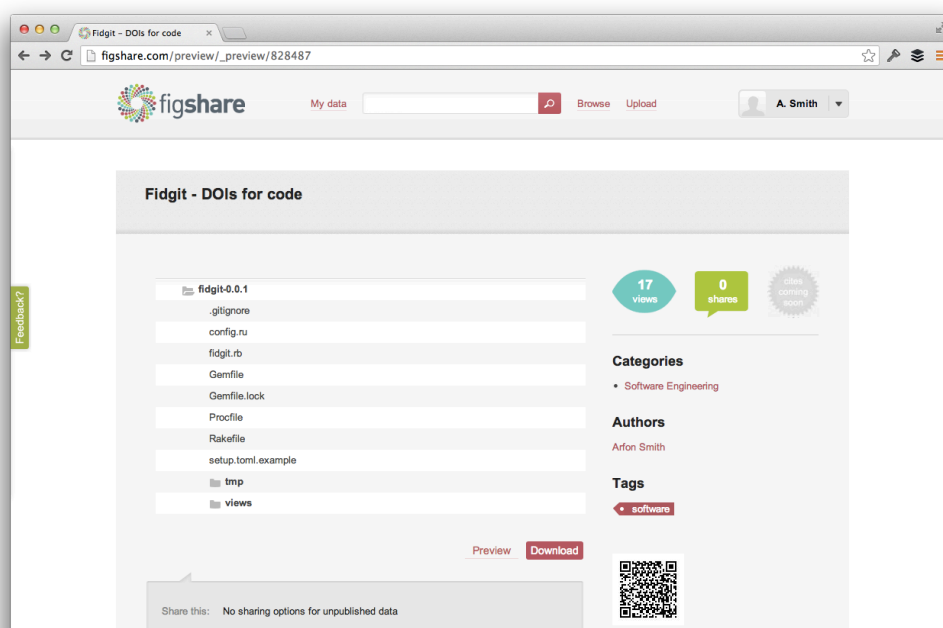 Fidgit - DOIs for code
figshare.com/preview/_preview/828487
figshare
My data
Browse
Upload
A. Smith
Fidgit - DOIs for code
Feedback?
fidgit-0.0.1
.gitignore
config.ru
fidgit.rb
Gemfile
Gemfile.lock
Procfile
Rakefile
setup.toml.example
tmp
views
Preview
Download
Share this: No sharing options for unpublished data
17
views
0
shares
cites
coming
soon
Categories
Software Engineering
Authors
Arfon Smith
Tags
software